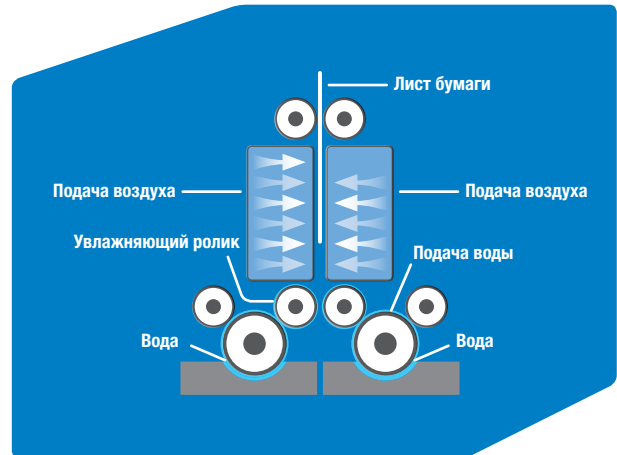 Лист бумаги
Подача воздуха
Подача воздуха
Увлажняющий ролик
Подача воды
Вода
Вода